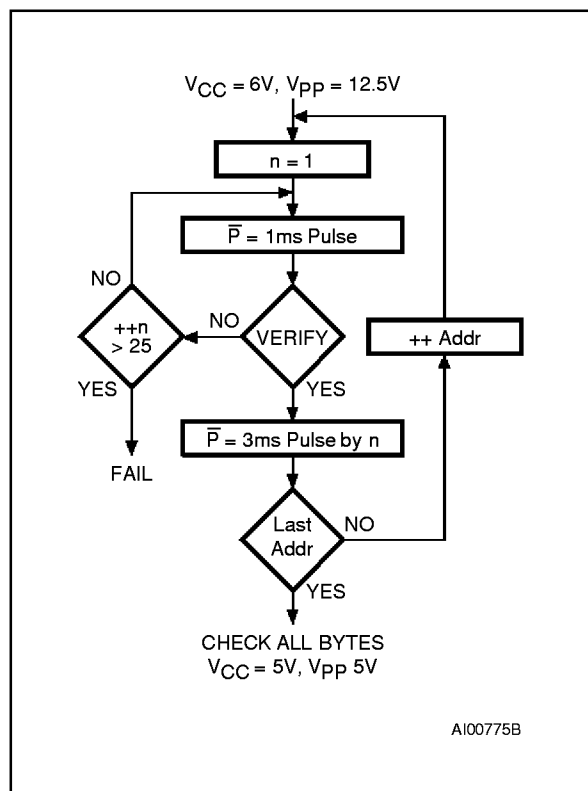 VCC = 6V, VPP = 12.5V
n = 1
P̅ = 1ms Pulse
NO
++n
> 25
NO
VERIFY
++ Addr
YES
YES
P̅ = 3ms Pulse by n
FAIL
Last
Addr
NO
YES
CHECK ALL BYTES
VCC = 5V, VPP 5V
AI00775B